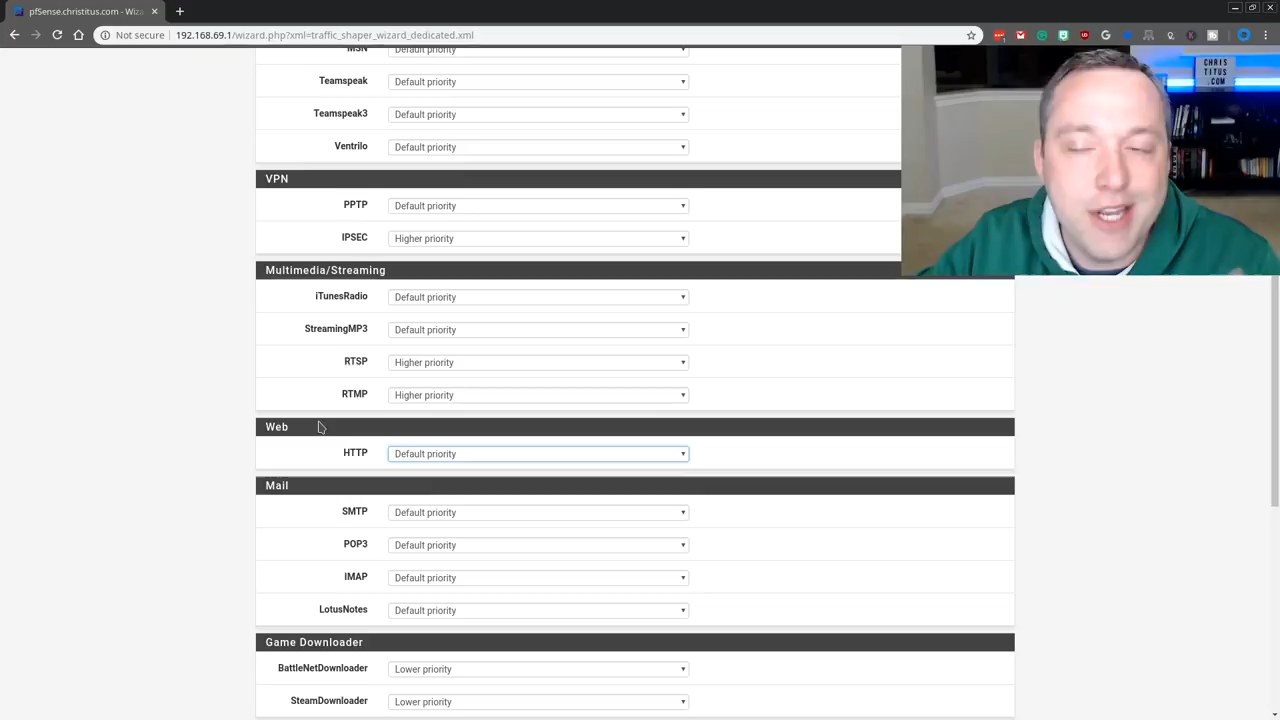 pfSense.christitus.com - Wiza
Not secure
192.168.69.1/wizard.php?xml=traffic_shaper_wizard_dedicated.xml
CHRIS
TITUS
.COM
MSN Default priority
Teamspeak Default priority
Teamspeak3 Default priority
Ventrilo Default priority
VPN
PPTP Default priority
IPSEC Higher priority
Multimedia/Streaming
iTunesRadio Default priority
StreamingMP3 Default priority
RTSP Higher priority
RTMP Higher priority
Web
HTTP Default priority
Mail
SMTP Default priority
POP3 Default priority
IMAP Default priority
LotusNotes Default priority
Game Downloader
BattleNetDownloader Lower priority
SteamDownloader Lower priority